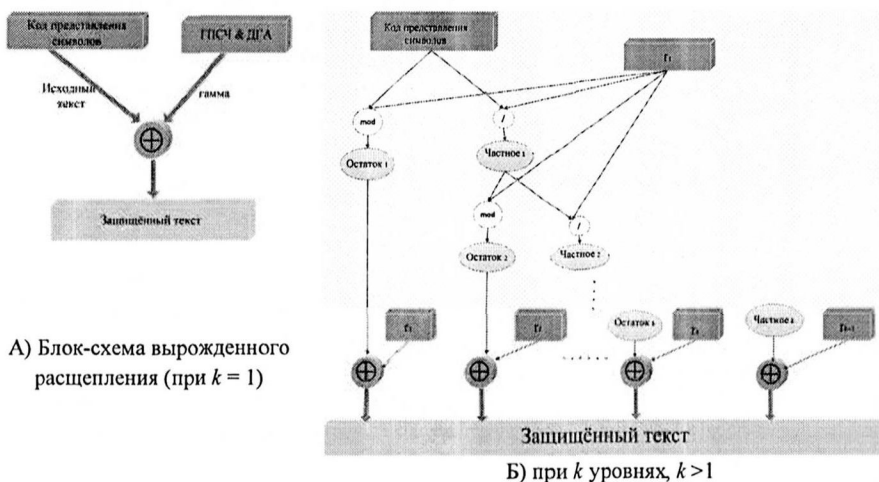 Код представления
символов
ГПСЧ & ДГА
Исходный
текст
гамма
Защищённый текст
А) Блок-схема вырожденного
расщепления (при k = 1)
Код представления
символов
Г₁
mod
/
Остаток 1
Частное 1
mod
/
Остаток 2
Частное 2
Остаток k
Частное k
Защищённый текст
Б) при k уровнях, k >1